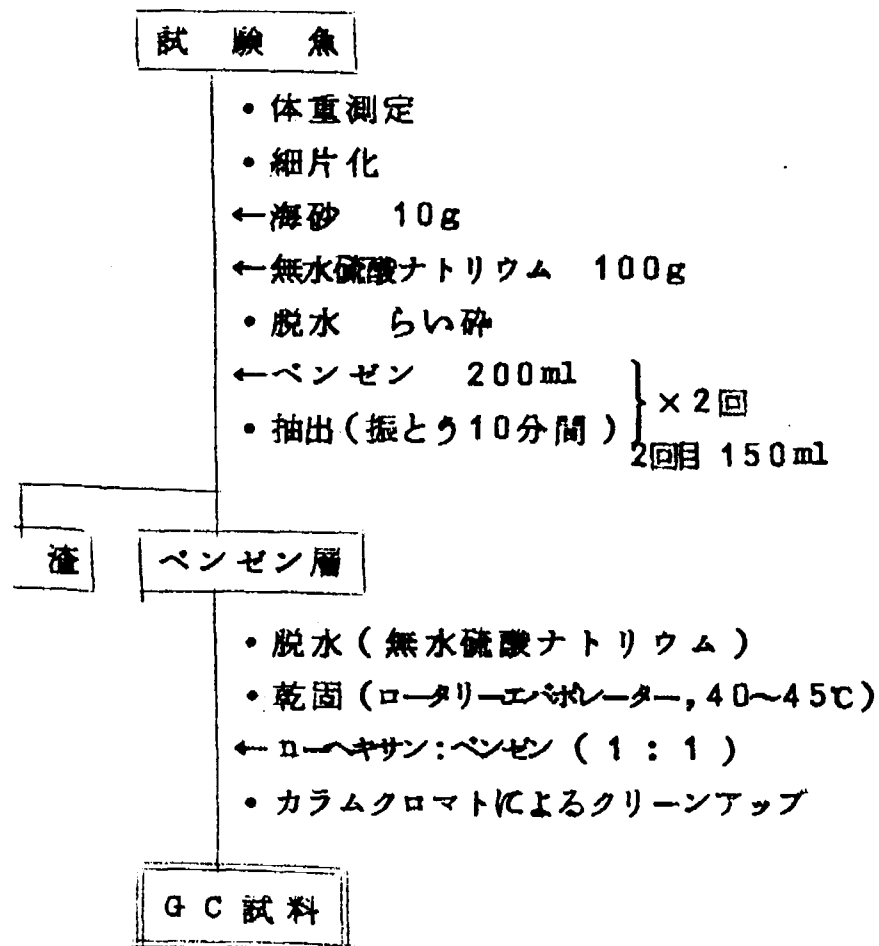 試験魚
・体重測定
・細片化
←海砂 10g
←無水硫酸ナトリウム 100g
・脱水 らい砕
←ベンゼン 200ml
・抽出(振とう10分間)
×2回
2回目 150ml
渣 ベンゼン層
・脱水(無水硫酸ナトリウム)
・乾固(ロータリーエバポレーター,40~45℃)
←n-ヘキサン:ベンゼン(1:1)
・カラムクロマトによるクリーンアップ
GC試料